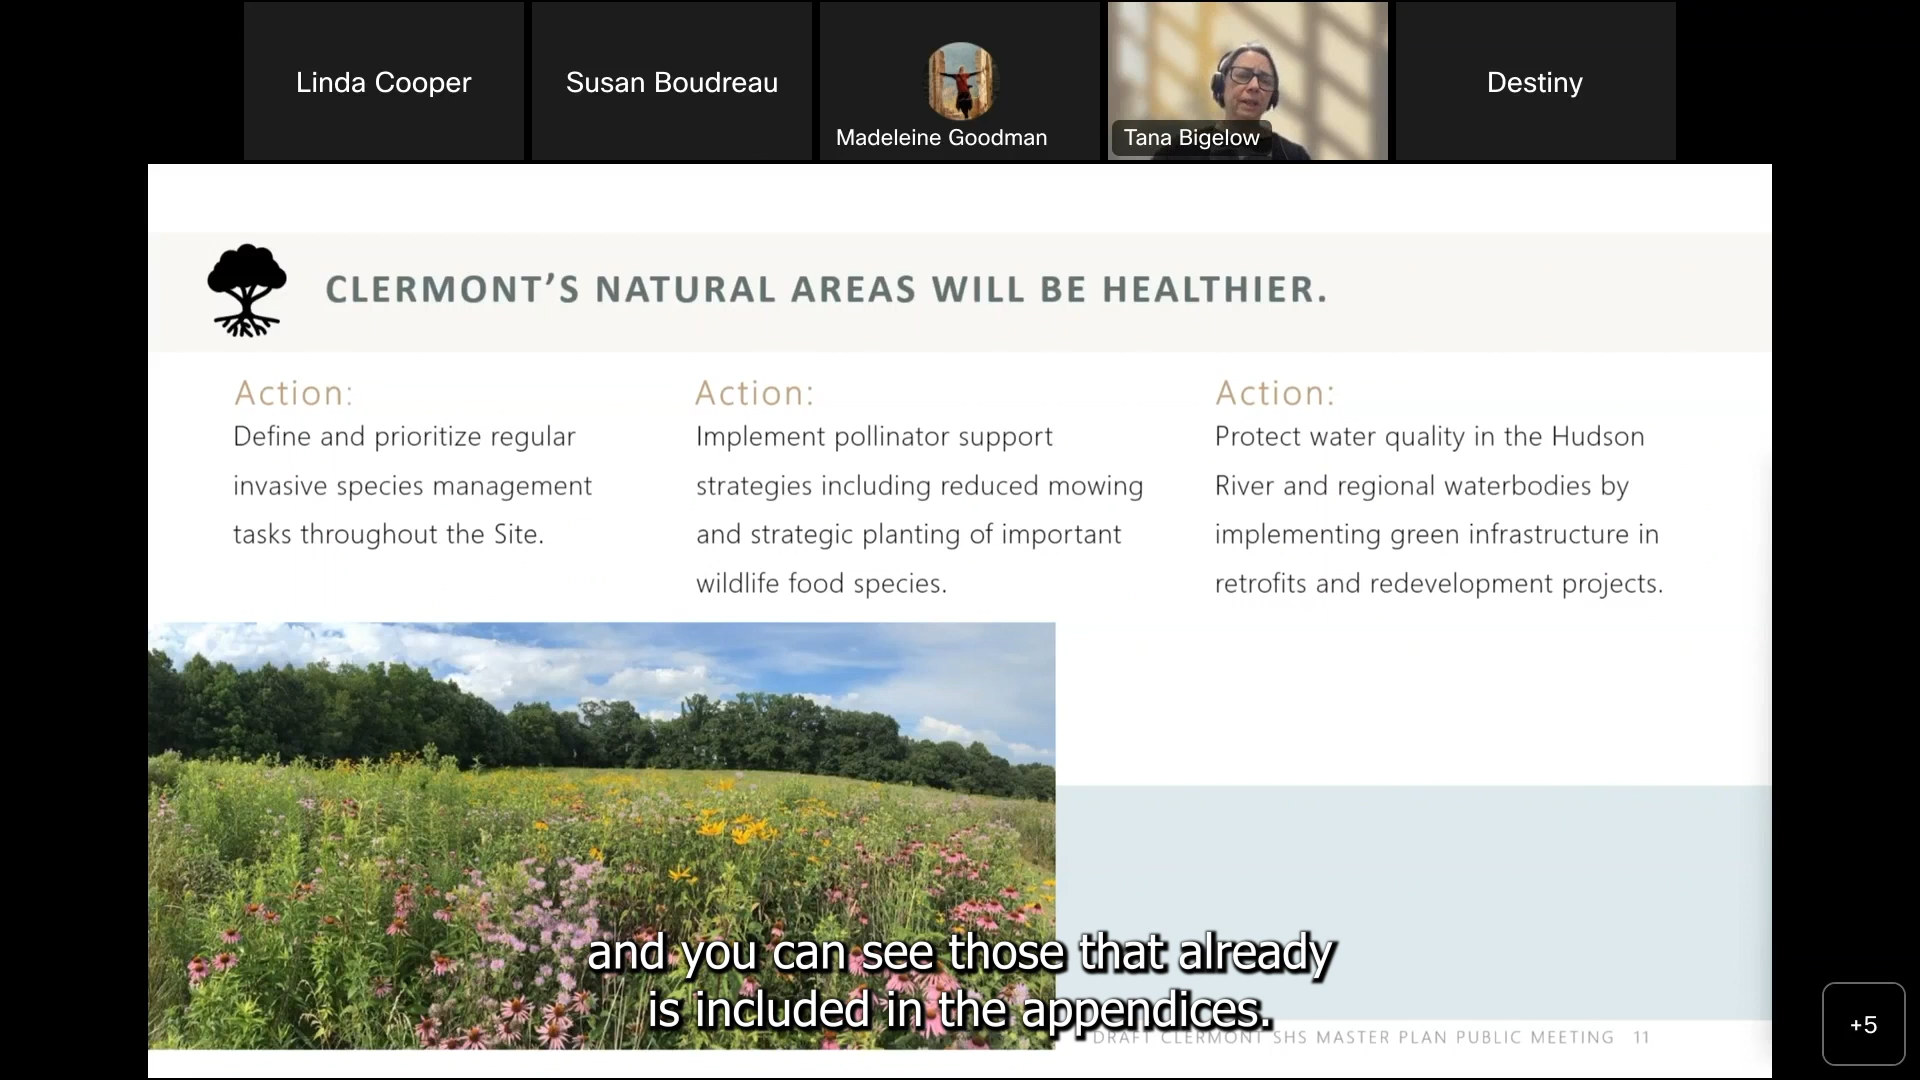 Linda Cooper
Susan Boudreau
Madeleine Goodman
Tana Bigelow
Destiny
CLERMONT’S NATURAL AREAS WILL BE HEALTHIER.
Action:
Define and prioritize regular
invasive species management
tasks throughout the Site.
Action:
Implement pollinator support
strategies including reduced mowing
and strategic planting of important
wildlife food species.
Action:
Protect water quality in the Hudson
River and regional waterbodies by
implementing green infrastructure in
retrofits and redevelopment projects.
and you can see those that already
is included in the appendices.
DRAFT CLERMONT SHS MASTER PLAN PUBLIC MEETING 11
+5